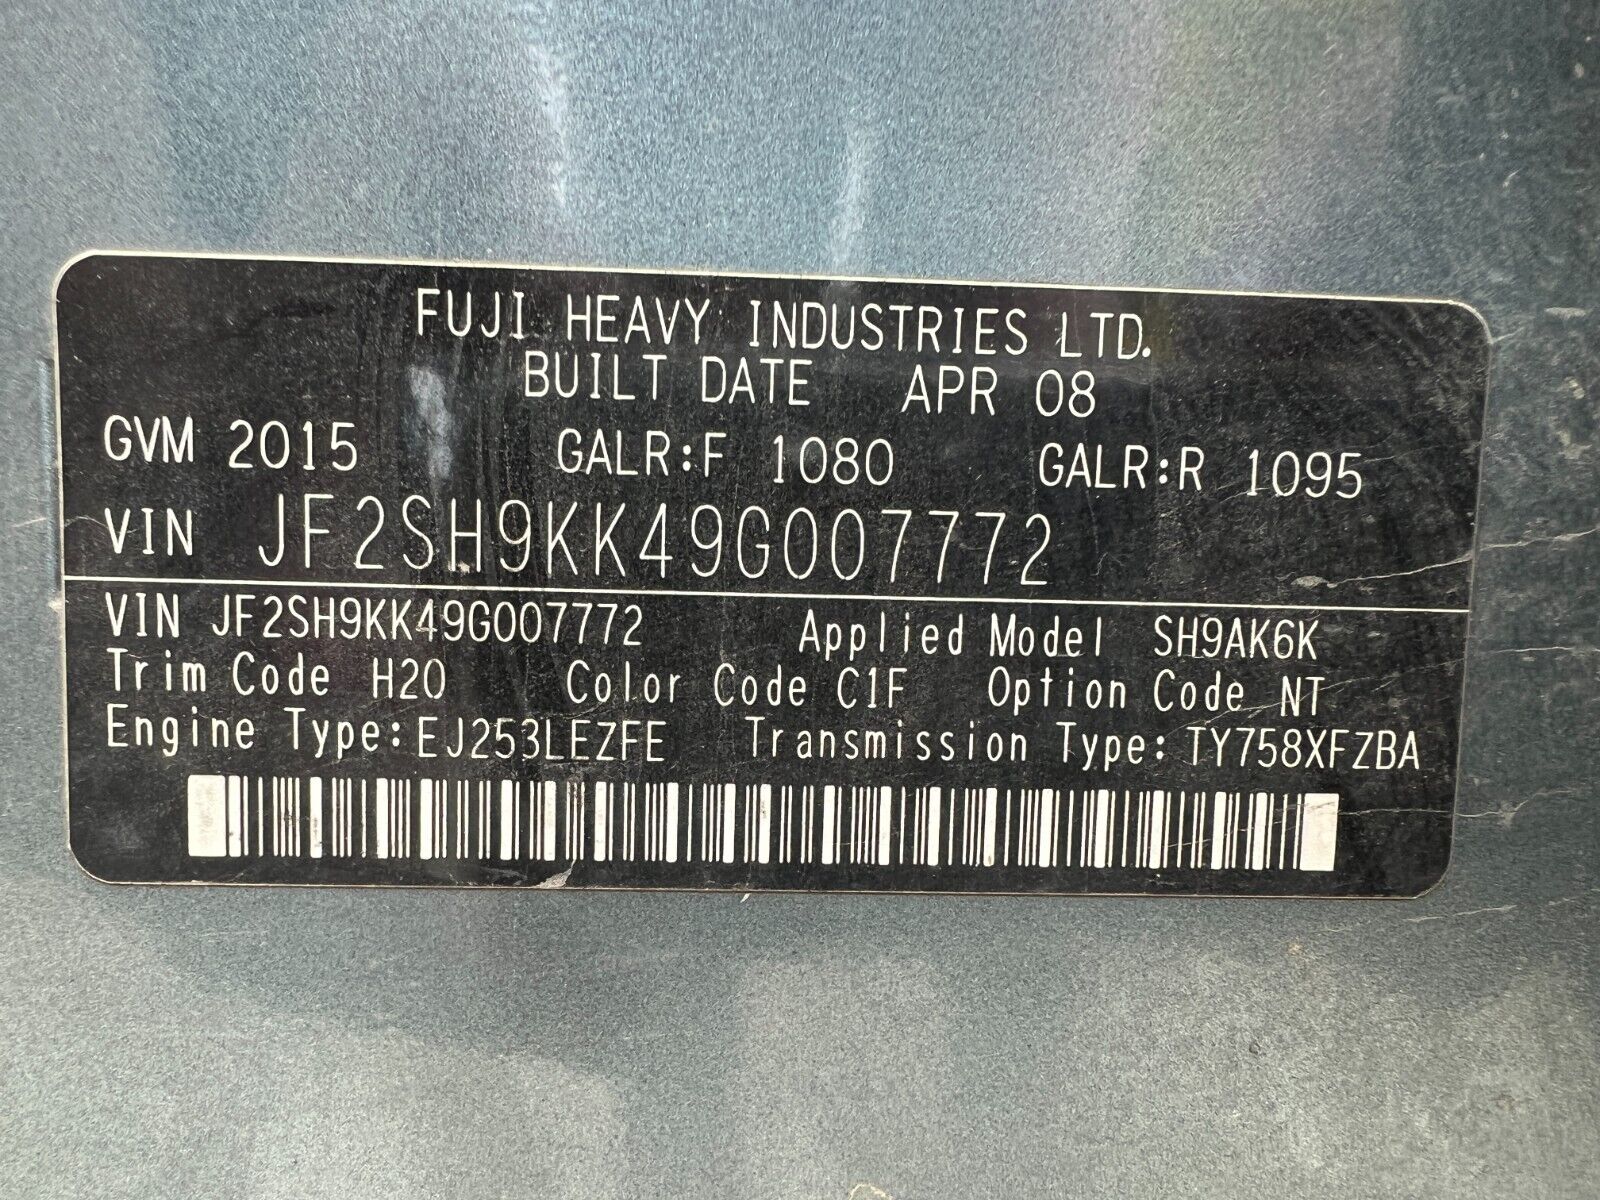 FUJI HEAVY INDUSTRIES LTD.
BUILT DATE APR 08
GVM 2015 GALR:F 1080 GALR:R 1095
VIN JF2SH9KK49G007772
VIN JF2SH9KK49G007772 Applied Model SH9AK6K
Trim Code H20 Color Code C1F Option Code NT
Engine Type:EJ253LEZFE Transmission Type:TY758XFZBA